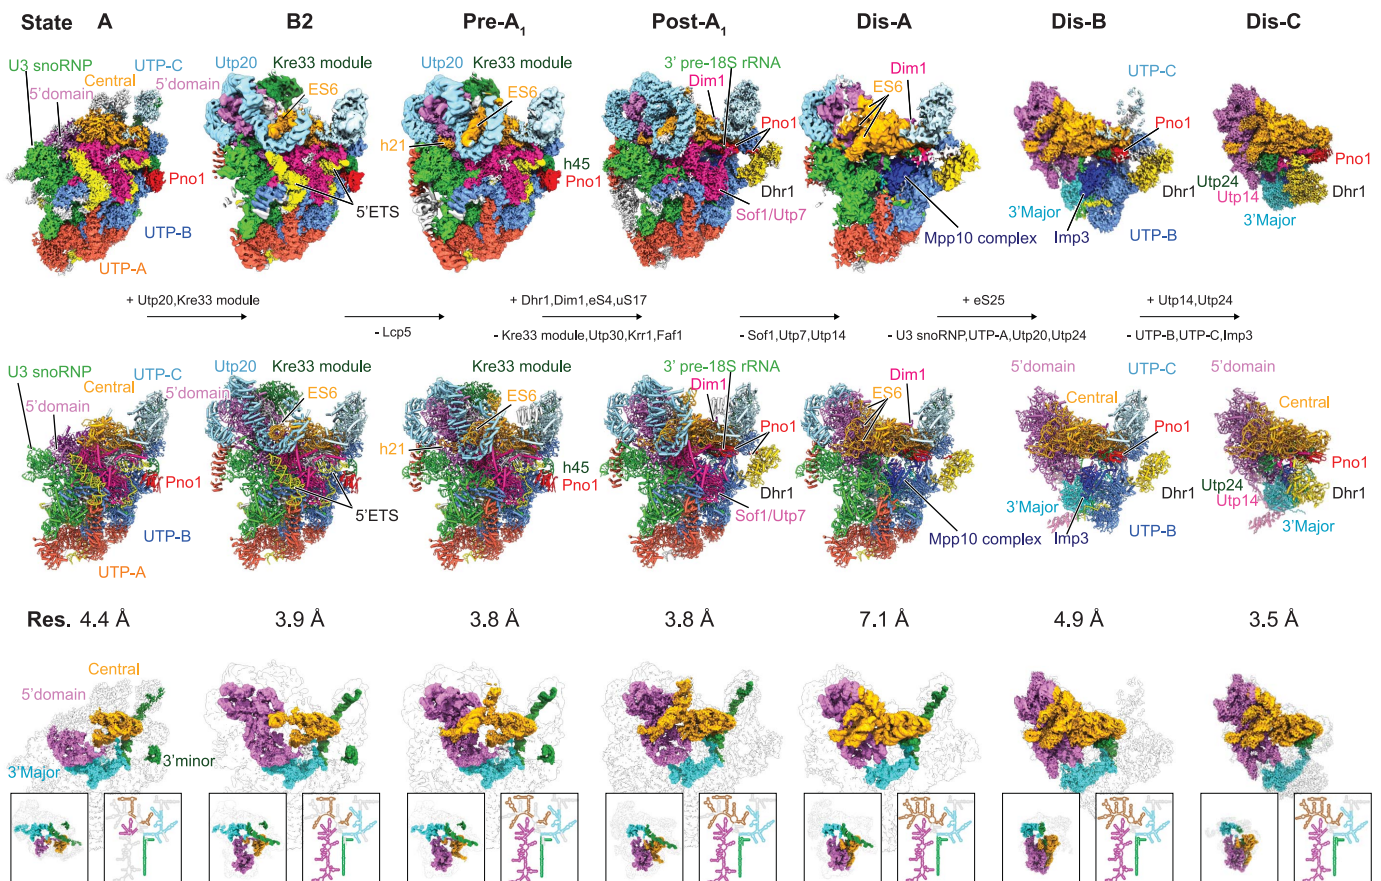 State A B2 Pre-A1 Post-A1 Dis-A Dis-B Dis-C
U3 snoRNP
Central
5'domain
UTP-C
Pno1
UTP-B
UTP-A
Utp20
Kre33 module
5'domain
ES6
5'ETS
Utp20
Kre33 module
ES6
h21
h45
Pno1
3' pre-18S rRNA
Dim1
Pno1
Dhr1
Sof1/Utp7
ES6
Dim1
Mpp10 complex
UTP-C
Pno1
Dhr1
3'Major
Imp3
UTP-B
Pno1
Utp24
Utp14
Dhr1
3'Major
+ Utp20,Kre33 module
- Lcp5
+ Dhr1,Dim1,eS4,uS17
- Kre33 module,Utp30,Krr1,Faf1
- Sof1,Utp7,Utp14
+ eS25
- U3 snoRNP,UTP-A,Utp20,Utp24
+ Utp14,Utp24
- UTP-B,UTP-C,Imp3
U3 snoRNP
Central
5'domain
UTP-C
Pno1
UTP-B
UTP-A
Utp20
Kre33 module
5'domain
ES6
5'ETS
Kre33 module
ES6
h21
h45
Pno1
3' pre-18S rRNA
Dim1
Pno1
Dhr1
Sof1/Utp7
ES6
Dim1
Mpp10 complex
5'domain
UTP-C
Central
Pno1
Dhr1
3'Major
Imp3
UTP-B
5'domain
Central
Pno1
Utp24
Utp14
Dhr1
3'Major
Res. 4.4 Å 3.9 Å 3.8 Å 3.8 Å 7.1 Å 4.9 Å 3.5 Å
Central
5'domain
3'Major
3'minor